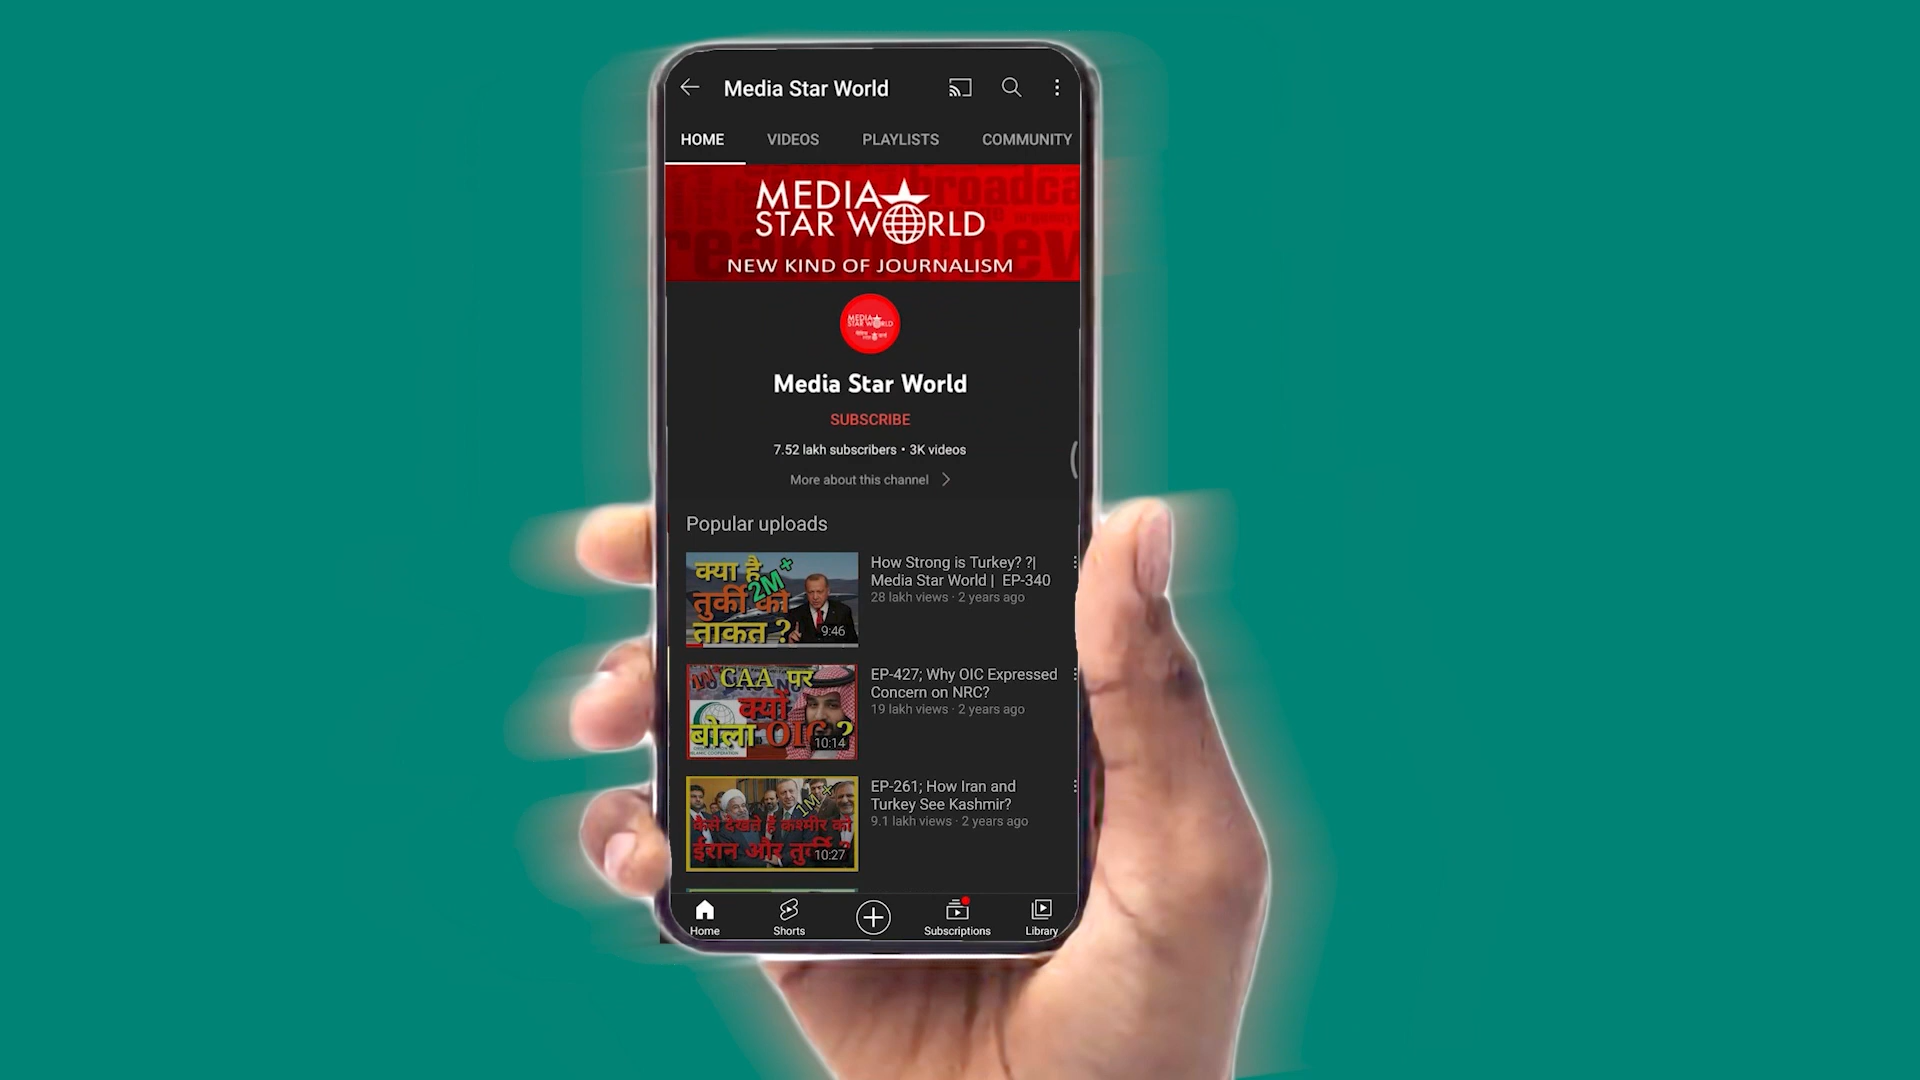 Media Star World
HOME VIDEOS PLAYLISTS COMMUNITY
broadca
MEDIA
STAR WORLD
NEW KIND OF JOURNALISM
MEDIA
STAR WORLD
Media Star World
SUBSCRIBE
7.52 lakh subscribers • 3K videos
More about this channel
Popular uploads
क्या है
2M+
तुर्की की
ताकत ?
9:46
How Strong is Turkey? ?|
Media Star World | EP-340
28 lakh views · 2 years ago
CAA पर
क्यों
बोला OIC ?
10:14
EP-427; Why OIC Expressed
Concern on NRC?
19 lakh views · 2 years ago
1M+
कैसे देखते हैं कश्मीर को
ईरान और तुर्की
10:27
EP-261; How Iran and
Turkey See Kashmir?
9.1 lakh views · 2 years ago
Home Shorts Subscriptions Library